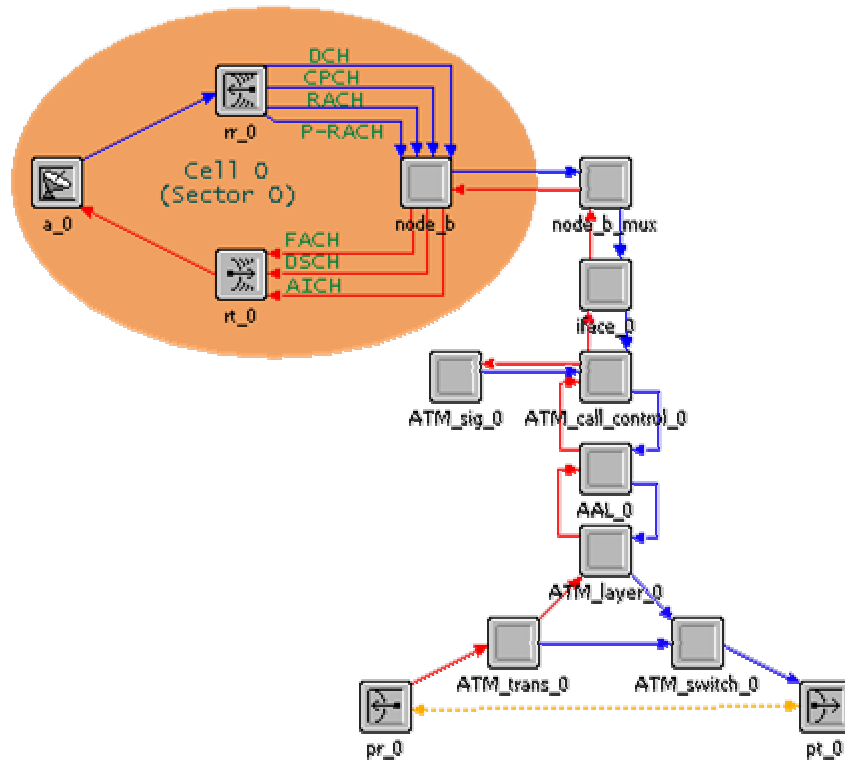 DCH
CPCH
RACH
P-RACH
rr_0
Cell 0
(Sector 0)
a_0
node_b
node_b_mux
FACH
DSCH
AICH
rt_0
iface_0
ATM_sig_0
ATM_call_control_0
AAL_0
ATM_layer_0
ATM_trans_0
ATM_switch_0
pr_0
pt_0